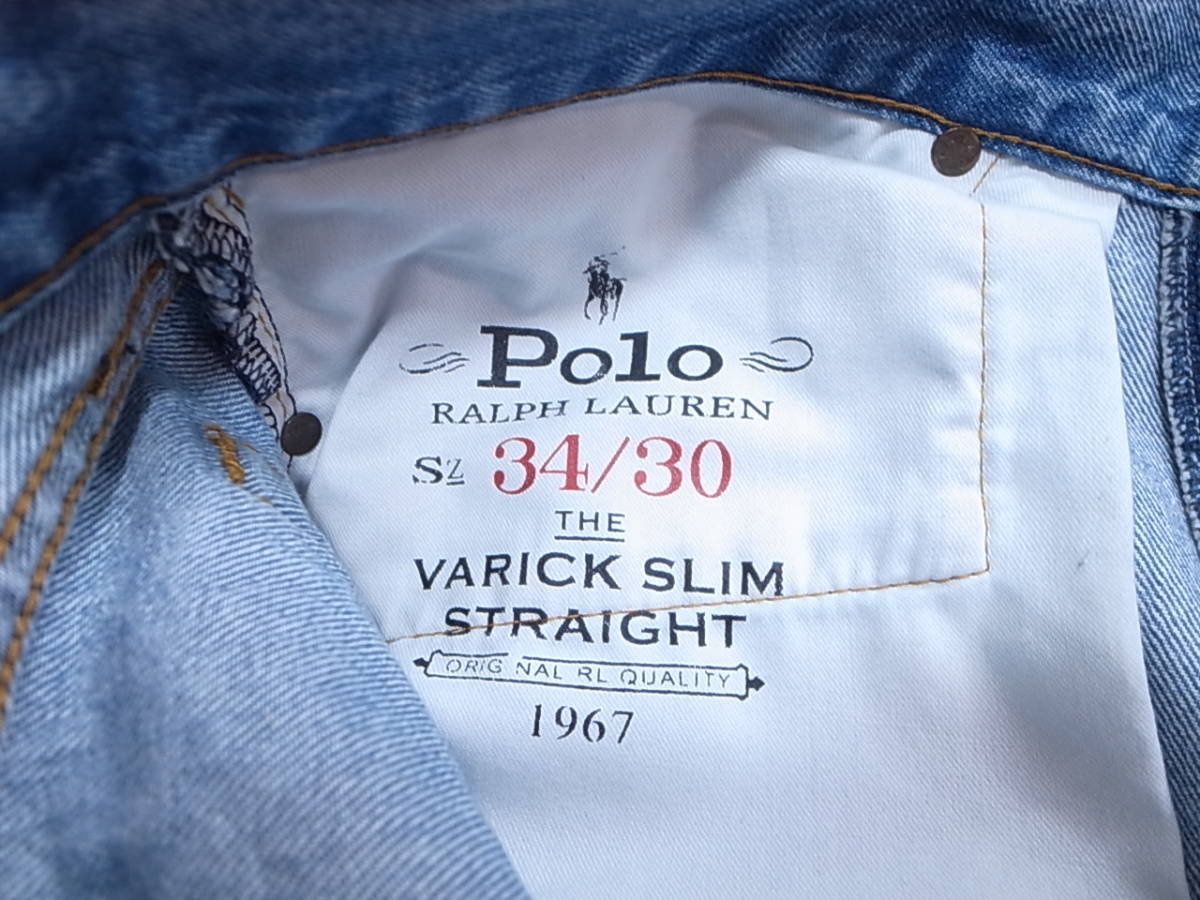 Polo
RALPH LAUREN
Sz 34/30
THE
VARICK SLIM
STRAIGHT
ORIG NAL RL QUALITY
1967